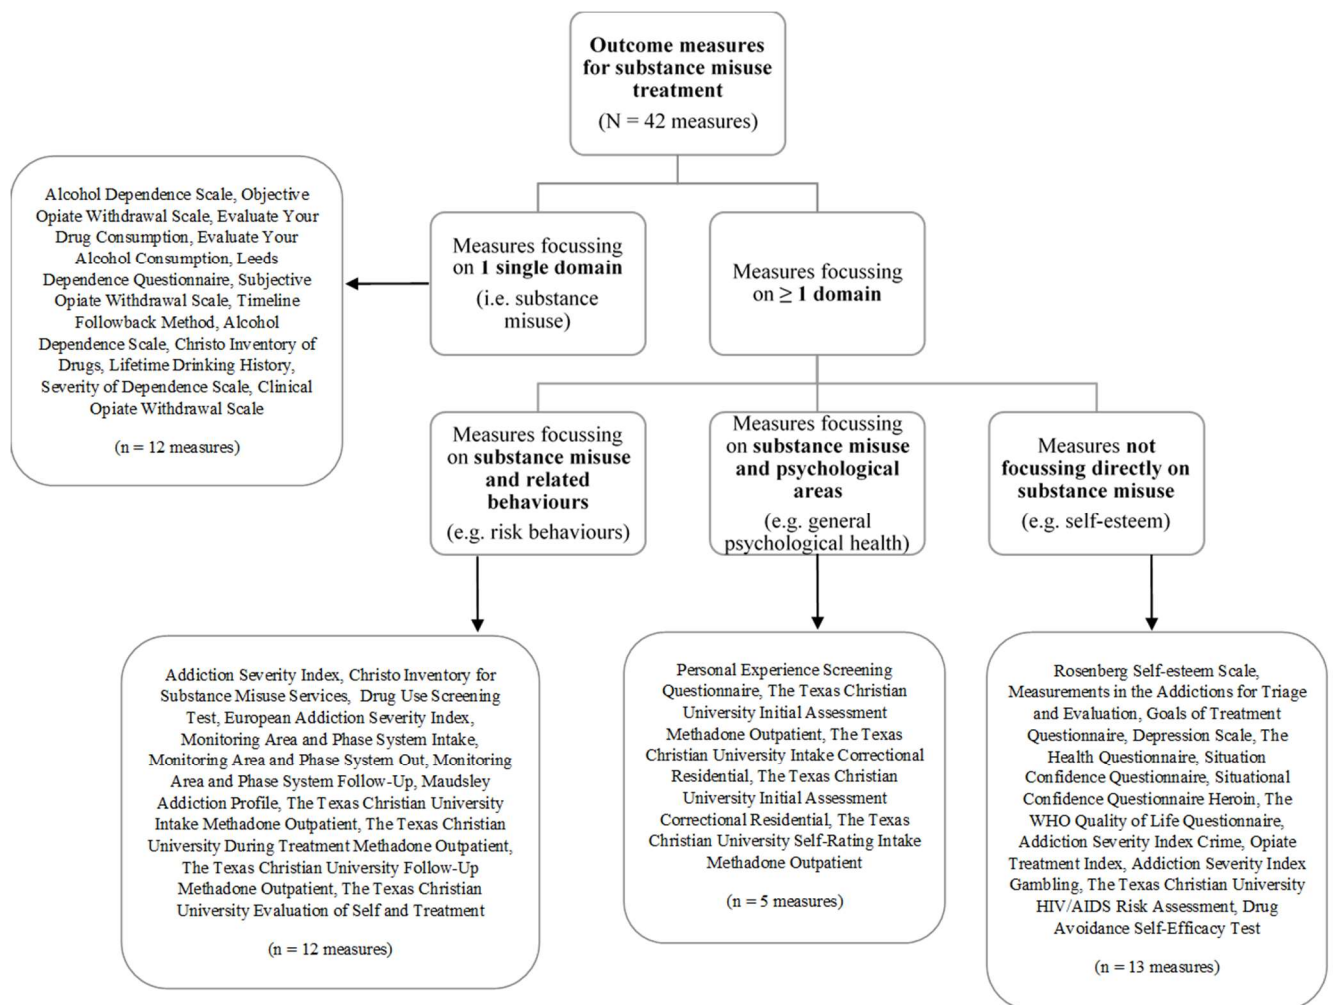 Outcome measures
for substance misuse
treatment
(N = 42 measures)
Alcohol Dependence Scale, Objective
Opiate Withdrawal Scale, Evaluate Your
Drug Consumption, Evaluate Your
Alcohol Consumption, Leeds
Dependence Questionnaire, Subjective
Opiate Withdrawal Scale, Timeline
Followback Method, Alcohol
Dependence Scale, Christo Inventory of
Drugs, Lifetime Drinking History,
Severity of Dependence Scale, Clinical
Opiate Withdrawal Scale
(n = 12 measures)
Measures focussing
on 1 single domain
(i.e. substance
misuse)
Measures focussing
on ≥ 1 domain
Measures focussing
on substance misuse
and related
behaviours
(e.g. risk behaviours)
Measures focussing
on substance misuse
and psychological
areas
(e.g. general
psychological health)
Measures not
focussing directly on
substance misuse
(e.g. self-esteem)
Addiction Severity Index, Christo Inventory for
Substance Misuse Services, Drug Use Screening
Test, European Addiction Severity Index,
Monitoring Area and Phase System Intake,
Monitoring Area and Phase System Out, Monitoring
Area and Phase System Follow-Up, Maudsley
Addiction Profile, The Texas Christian University
Intake Methadone Outpatient, The Texas Christian
University During Treatment Methadone Outpatient,
The Texas Christian University Follow-Up
Methadone Outpatient, The Texas Christian
University Evaluation of Self and Treatment
(n = 12 measures)
Personal Experience Screening
Questionnaire, The Texas Christian
University Initial Assessment
Methadone Outpatient, The Texas
Christian University Intake Correctional
Residential, The Texas Christian
University Initial Assessment
Correctional Residential, The Texas
Christian University Self-Rating Intake
Methadone Outpatient
(n = 5 measures)
Rosenberg Self-esteem Scale,
Measurements in the Addictions for Triage
and Evaluation, Goals of Treatment
Questionnaire, Depression Scale, The
Health Questionnaire, Situation
Confidence Questionnaire, Situational
Confidence Questionnaire Heroin, The
WHO Quality of Life Questionnaire,
Addiction Severity Index Crime, Opiate
Treatment Index, Addiction Severity Index
Gambling, The Texas Christian University
HIV/AIDS Risk Assessment, Drug
Avoidance Self-Efficacy Test
(n = 13 measures)